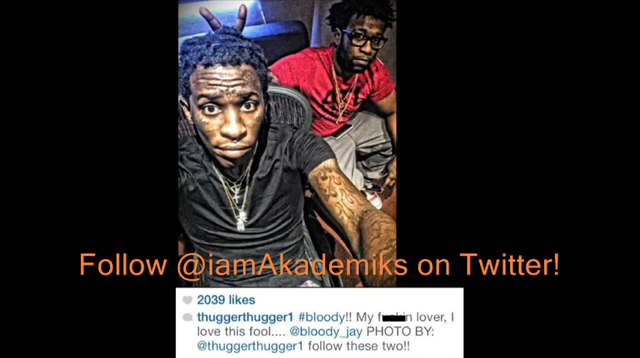 Follow @iamAkademiks on Twitter!
2039 likes
thuggerthugger1 #bloody!! My f in lover, I
love this fool.... @bloody_jay PHOTO BY:
@thuggerthugger1 follow these two!!